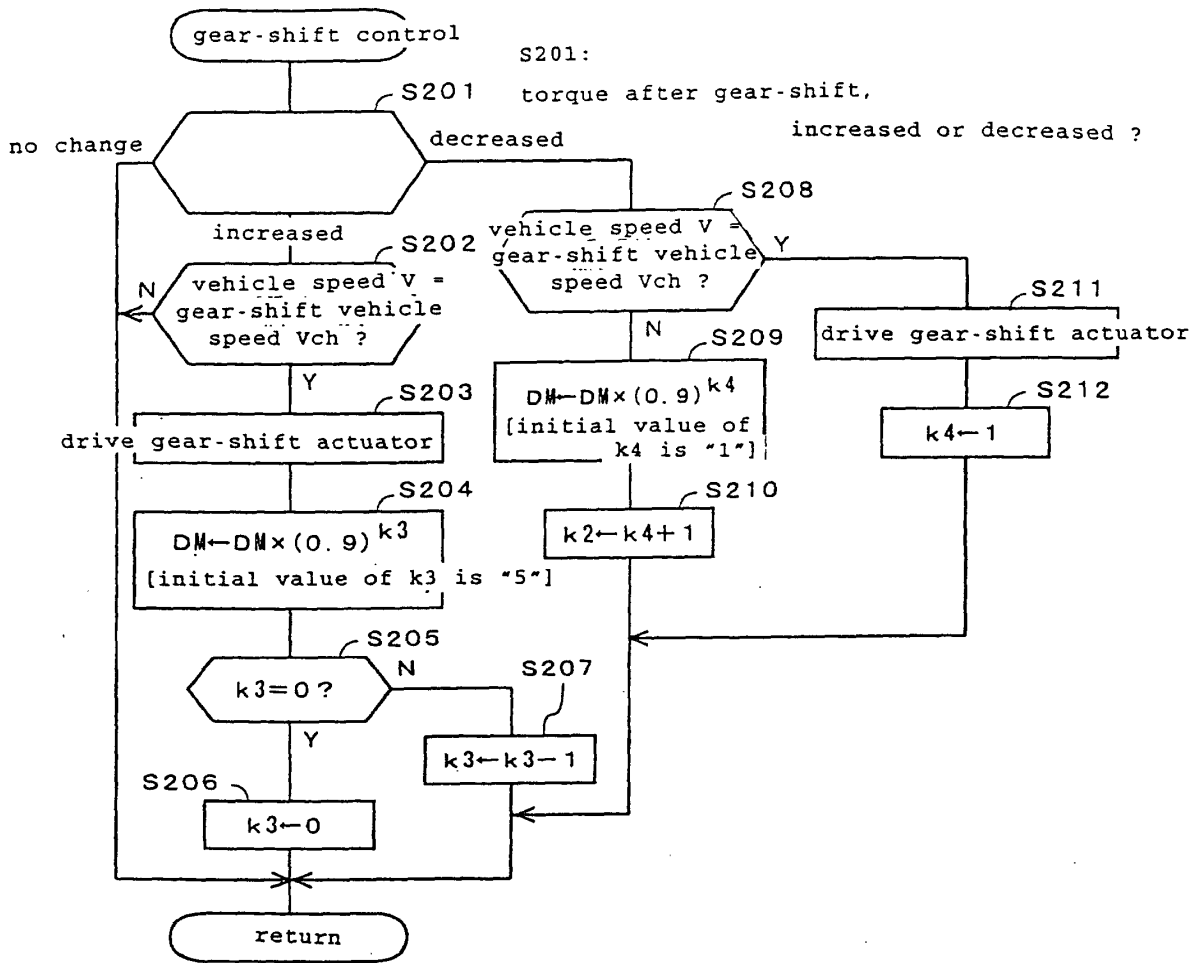 gear-shift control
S201:
torque after gear-shift,
increased or decreased ?
S201
no change
decreased
increased
S202
vehicle speed V =
gear-shift vehicle
speed Vch ?
N
Y
S203
drive gear-shift actuator
S204
DM←DM×(0.9)^k3
[initial value of k3 is "5"]
S205
k3=0?
N
Y
S206
k3←0
S207
k3←k3−1
S208
vehicle speed V =
gear-shift vehicle
speed Vch ?
Y
N
S209
DM←DM×(0.9)^k4
[initial value of
k4 is "1"]
S210
k2←k4+1
S211
drive gear-shift actuator
S212
k4←1
return